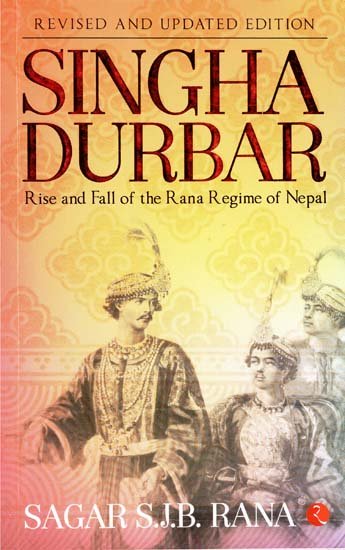 REVISED AND UPDATED EDITION
SINGHA
DURBAR
Rise and Fall of the Rana Regime of Nepal
SAGAR S.J.B. RANA